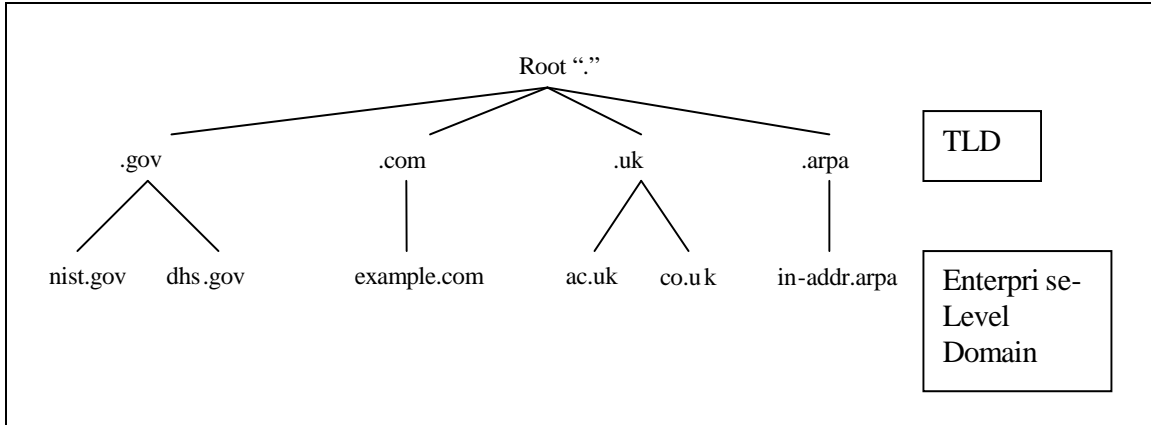 Root “.”
.gov .com .uk .arpa
TLD
nist.gov dhs.gov example.com ac.uk co.uk in-addr.arpa
Enterpri se-
Level
Domain